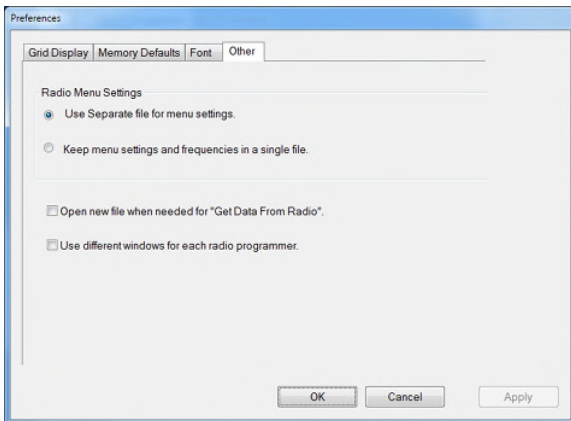 Preferences
Grid Display Memory Defaults Font Other
Radio Menu Settings
Use Separate file for menu settings.
Keep menu settings and frequencies in a single file.
Open new file when needed for "Get Data From Radio".
Use different windows for each radio programmer.
OK Cancel Apply